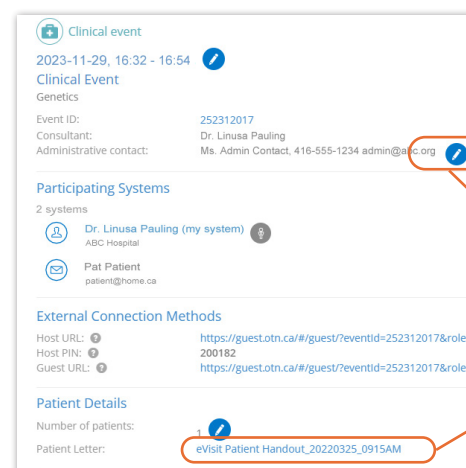 Clinical event
2023-11-29, 16:32 - 16:54
Clinical Event
Genetics
Event ID: 252312017
Consultant: Dr. Linusa Pauling
Administrative contact: Ms. Admin Contact, 416-555-1234 admin@abc.org
Participating Systems
2 systems
Dr. Linusa Pauling (my system)
ABC Hospital
Pat Patient
patient@home.ca
External Connection Methods
Host URL: ? https://guest.otn.ca/#/guest/?eventId=252312017&role
Host PIN: ? 200182
Guest URL: ? https://guest.otn.ca/#/guest/?eventId=252312017&role
Patient Details
Number of patients: 1
Patient Letter: eVisit Patient Handout_20220325_0915AM